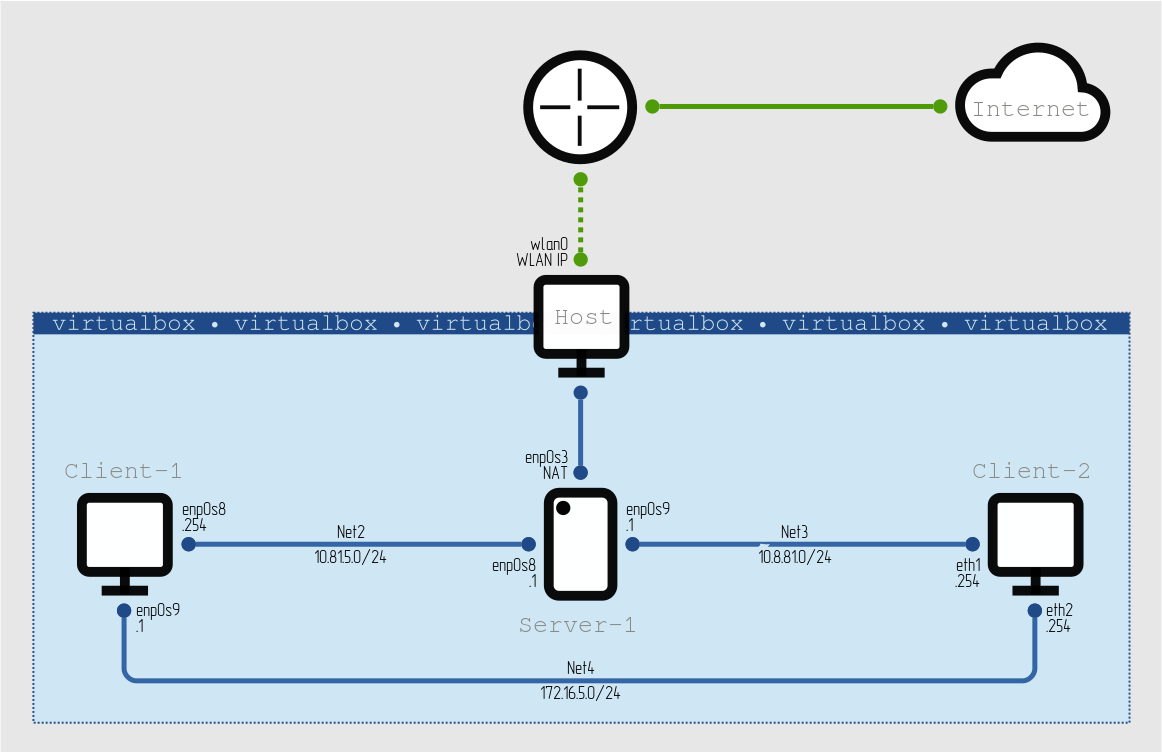 Internet
wlan0
WLAN IP
Host
virtualbox • virtualbox • virtualb
rtualbox • virtualbox • virtualbox
enp0s3
NAT
Client-1
Client-2
enp0s8
.254
Net2
10.81.5.0/24
enp0s8
.1
enp0s9
.1
Net3
10.8.81.0/24
eth1
.254
enp0s9
.1
Server-1
eth2
.254
Net4
172.16.5.0/24